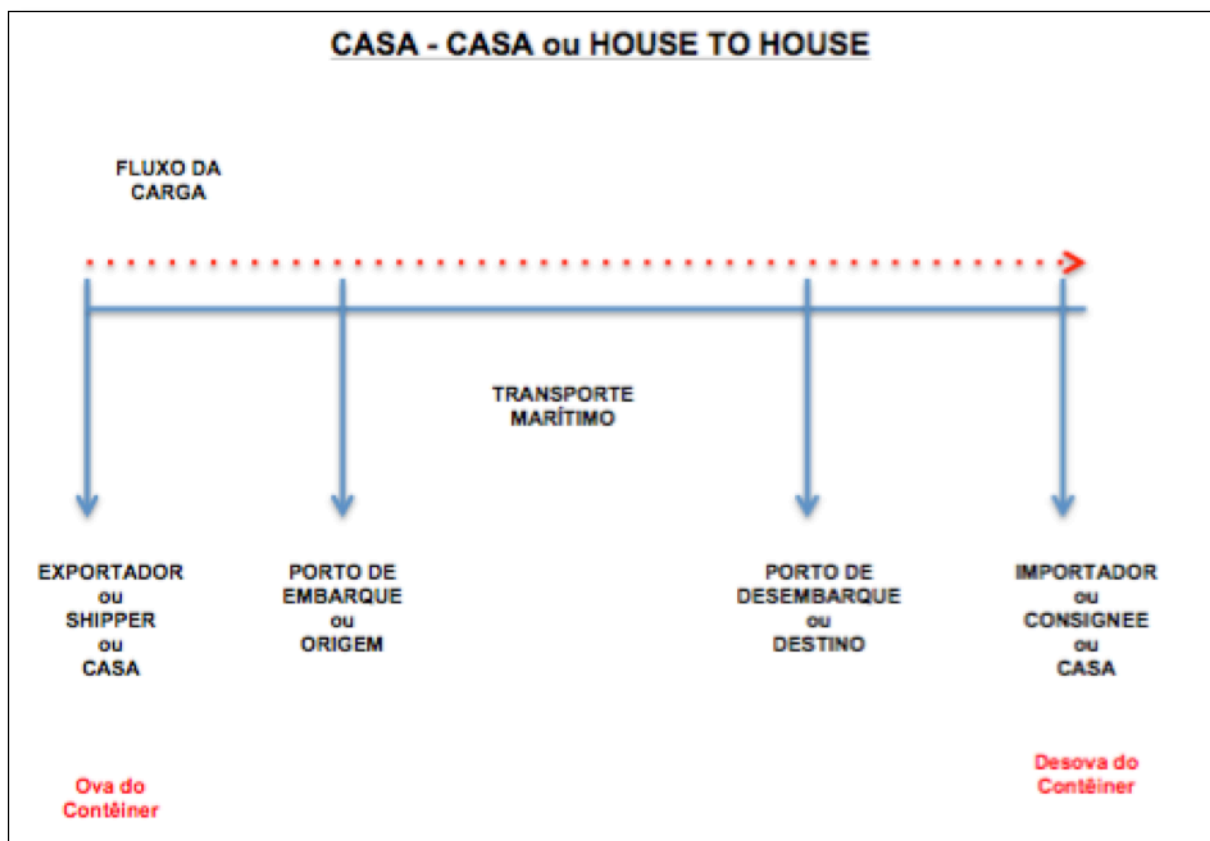 CASA - CASA ou HOUSE TO HOUSE
FLUXO DA
CARGA
TRANSPORTE
MARÍTIMO
EXPORTADOR
ou
SHIPPER
ou
CASA
PORTO DE
EMBARQUE
ou
ORIGEM
PORTO DE
DESEMBARQUE
ou
DESTINO
IMPORTADOR
ou
CONSIGNEE
ou
CASA
Ova do
Contêiner
Desova do
Contêiner